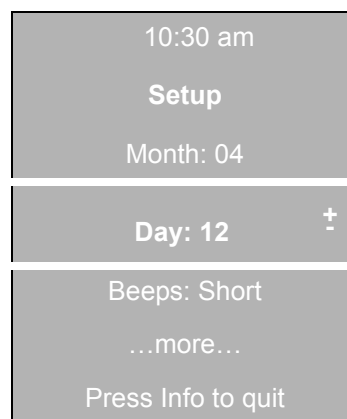 10:30 am
Setup
Month: 04
Day: 12 +
-
Beeps: Short
…more…
Press Info to quit